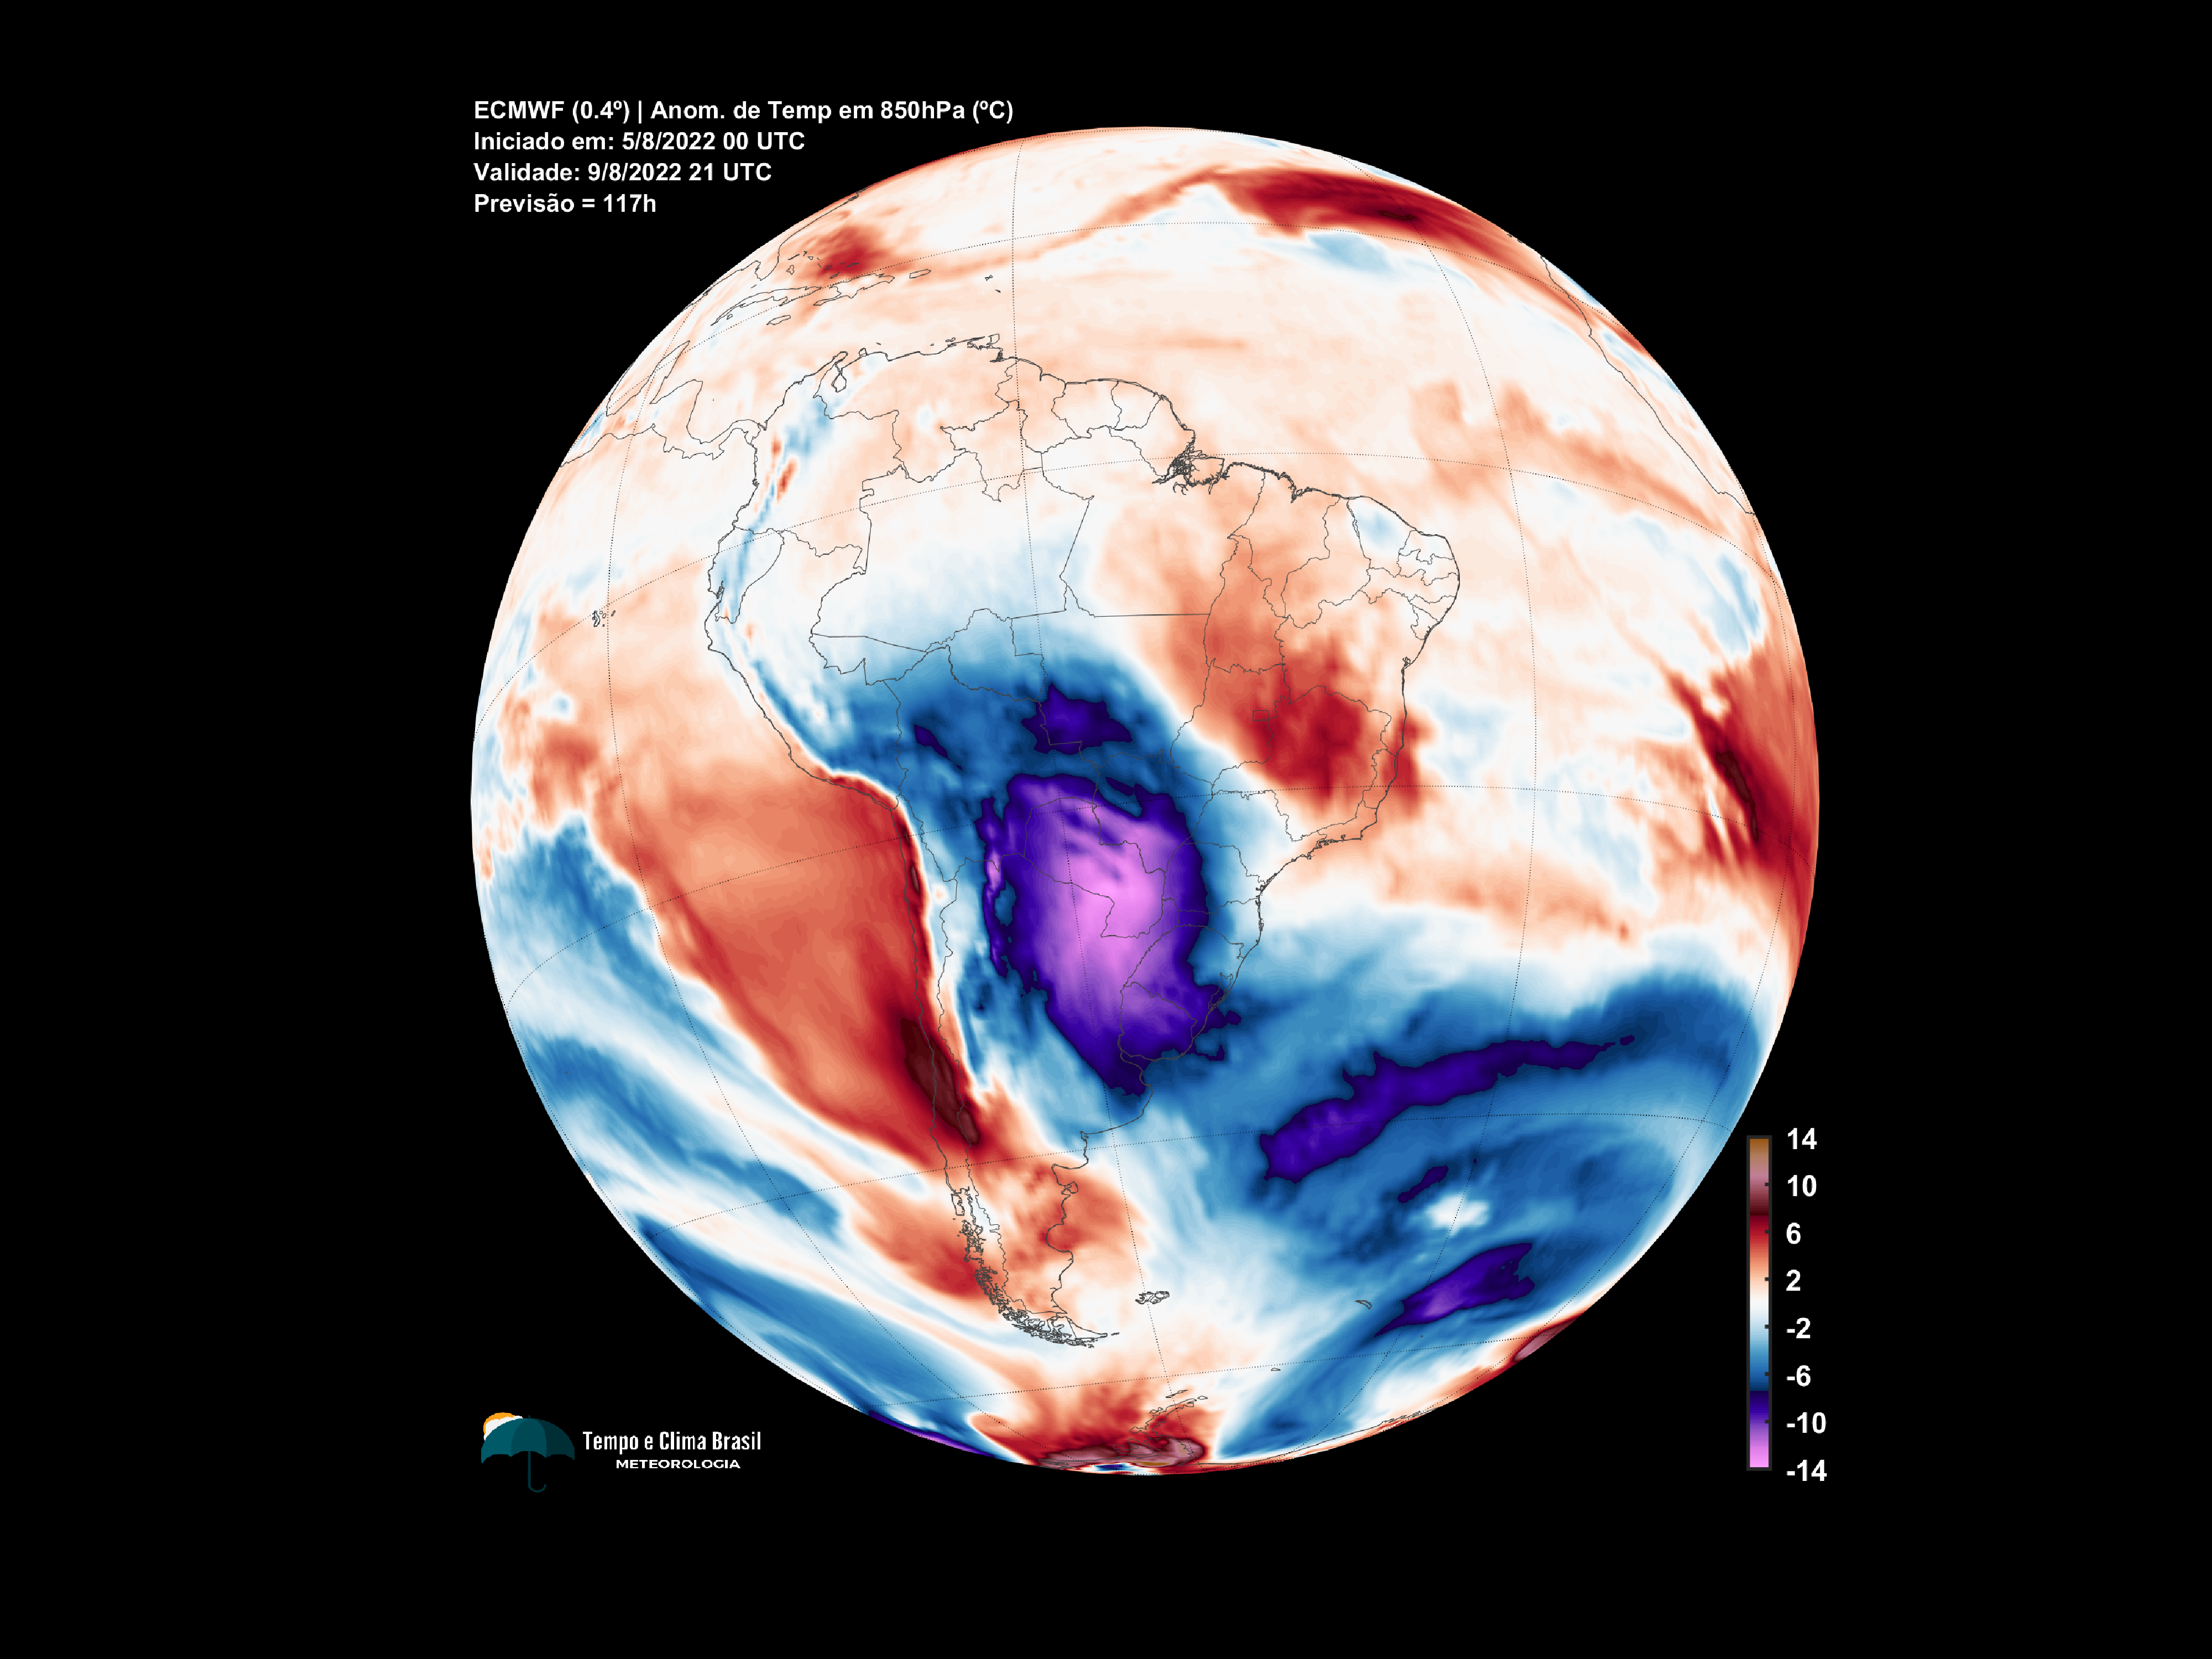 ECMWF (0.4º) | Anom. de Temp em 850hPa (ºC)
Iniciado em: 5/8/2022 00 UTC
Validade: 9/8/2022 21 UTC
Previsão = 117h
14
10
6
2
-2
-6
-10
-14
Tempo e Clima Brasil
METEOROLOGIA